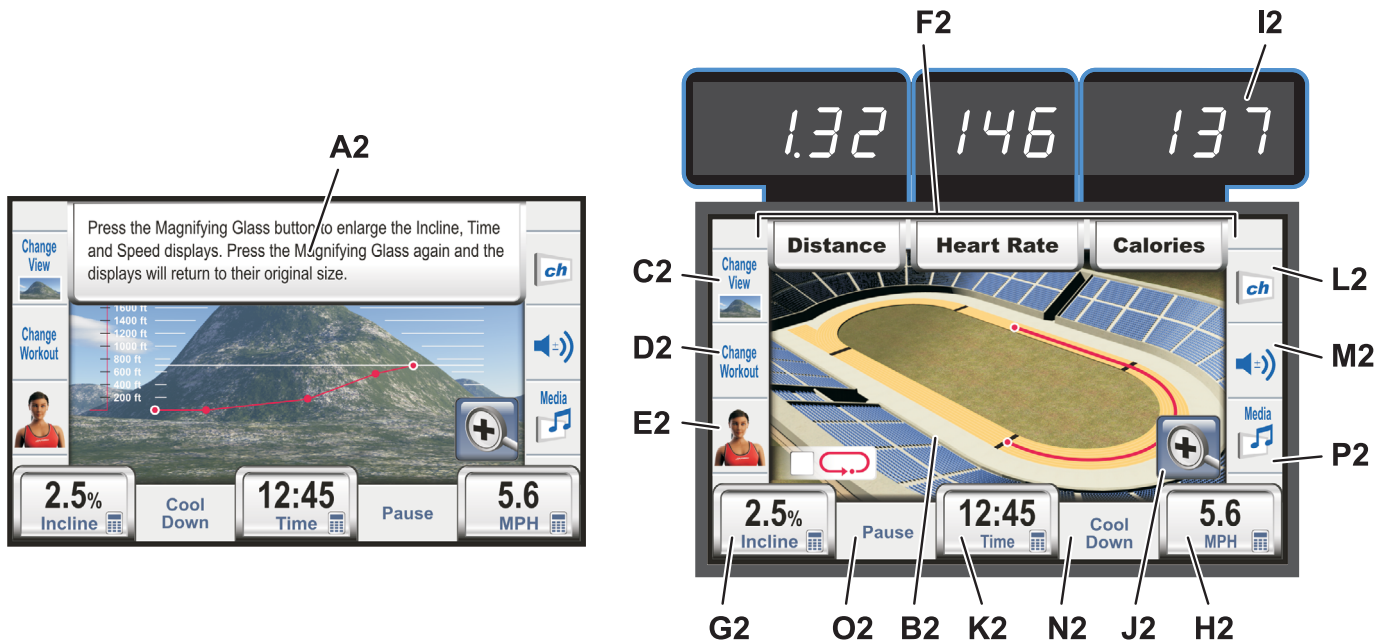 F2
I2
A2
1.32
146
137
Press the Magnifying Glass button to enlarge the Incline, Time
and Speed displays. Press the Magnifying Glass again and the
displays will return to their original size.
Change
View
ch
1600 ft
1400 ft
1200 ft
1000 ft
800 ft
600 ft
400 ft
200 ft
Change
Workout
±
Media
2.5%
Incline
Cool
Down
12:45
Time
Pause
5.6
MPH
Distance
Heart Rate
Calories
C2
Change
View
ch
L2
D2
Change
Workout
±
M2
E2
Media
P2
2.5%
Incline
Pause
12:45
Time
Cool
Down
5.6
MPH
G2
O2
B2
K2
N2
J2
H2